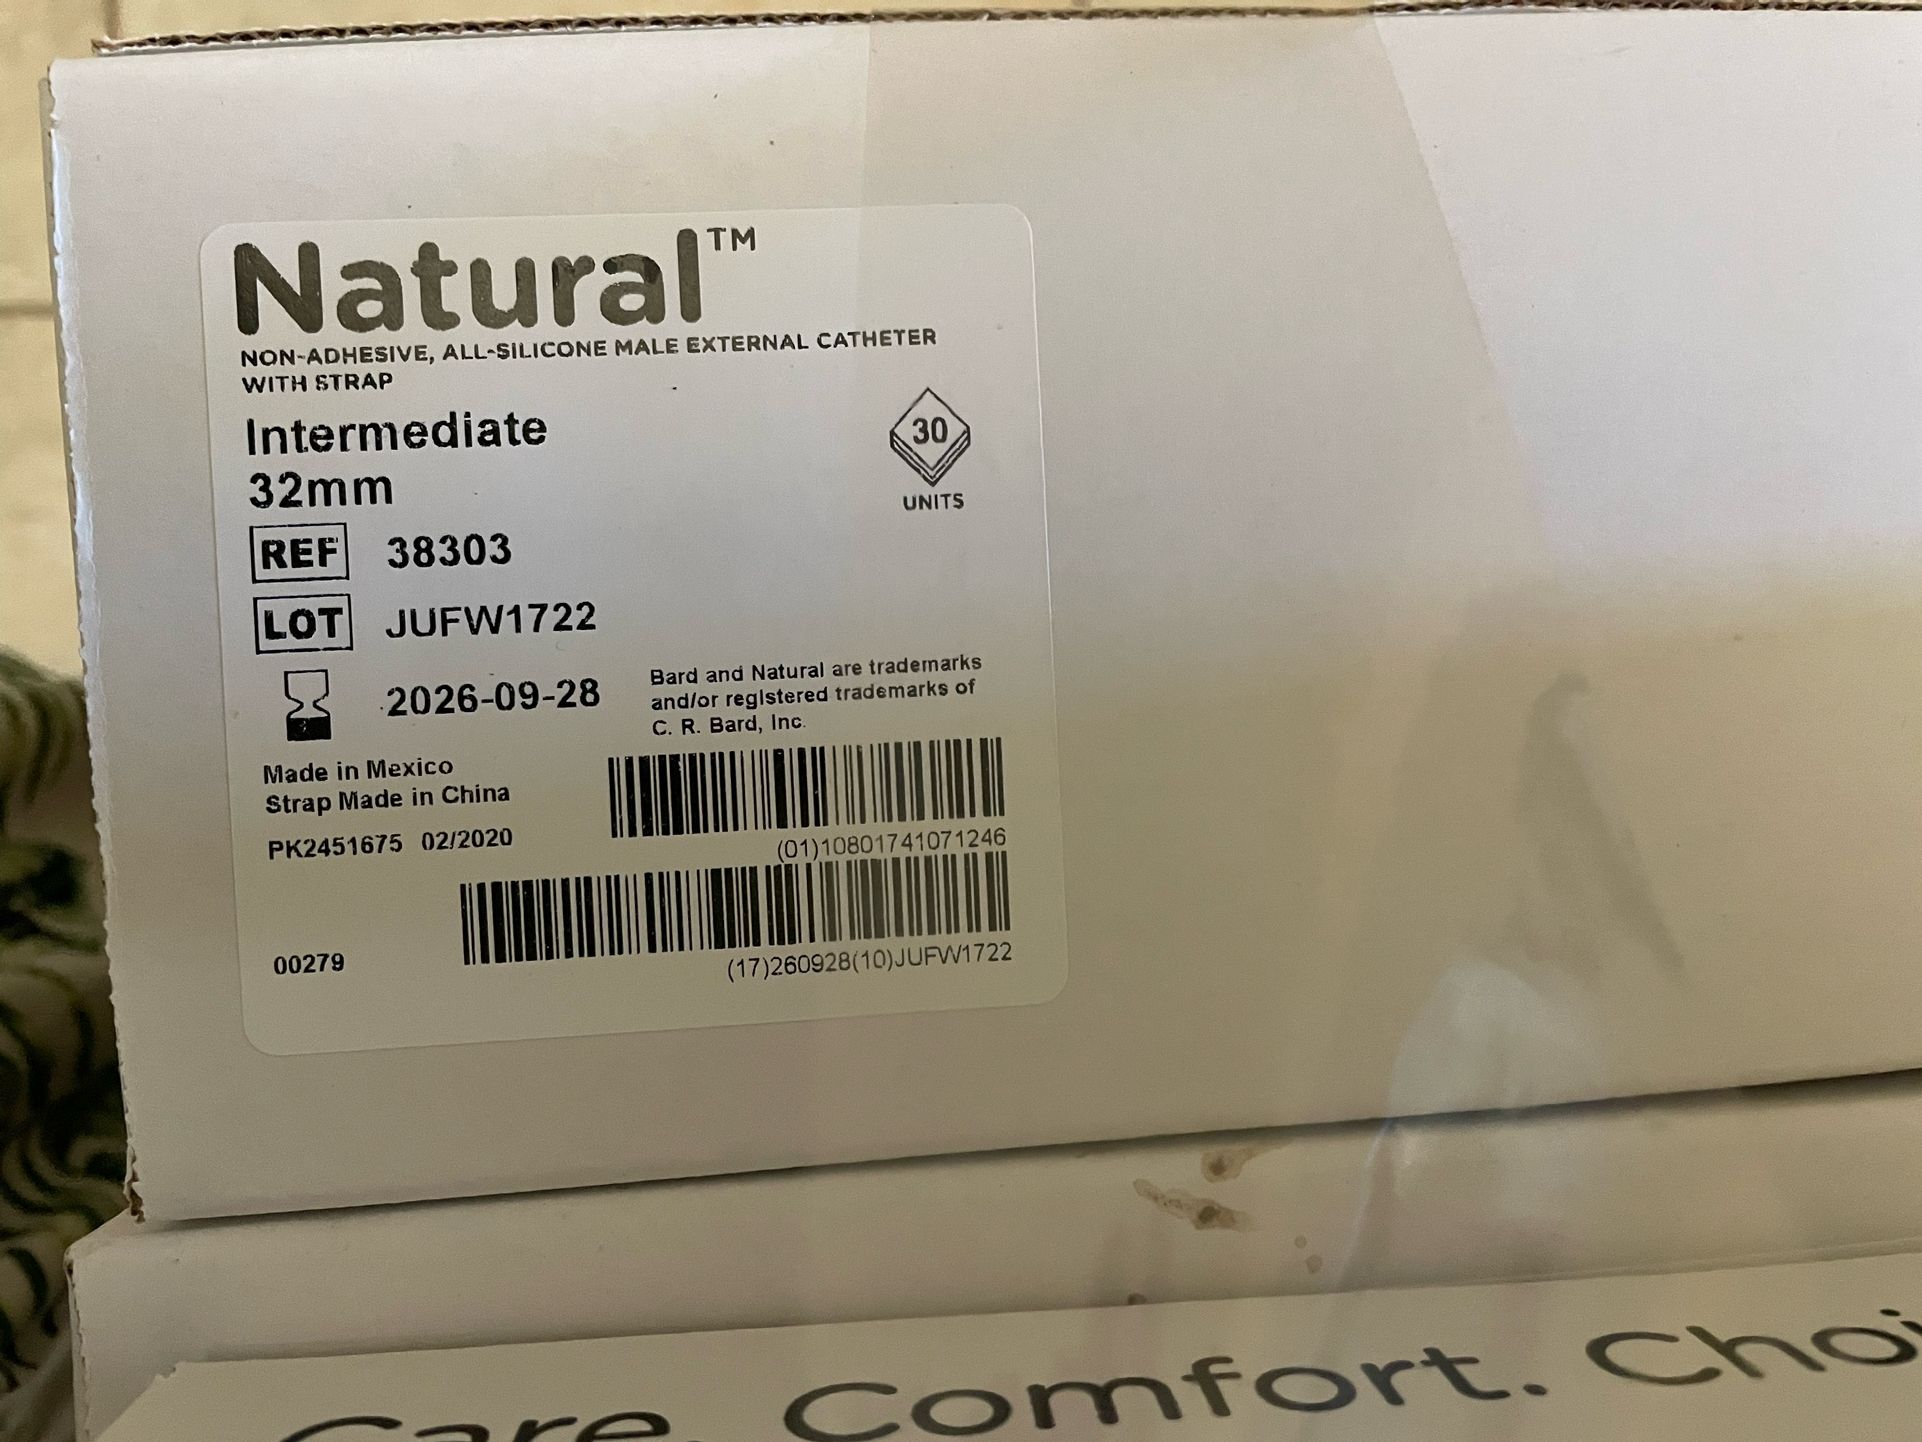 Natural™
NON-ADHESIVE, ALL-SILICONE MALE EXTERNAL CATHETER
WITH STRAP
Intermediate
32mm
30
UNITS
REF 38303
LOT JUFW1722
2026-09-28
Bard and Natural are trademarks
and/or registered trademarks of
C. R. Bard, Inc.
Made in Mexico
Strap Made in China
PK2451675 02/2020
(01)10801741071246
00279
(17)260928(10)JUFW1722
Care. Comfort.